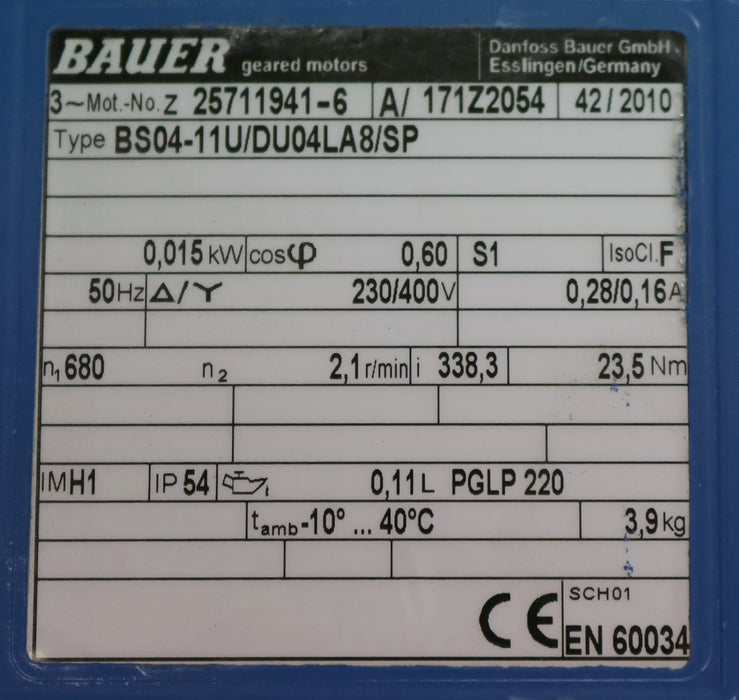 BAUER geared motors Danfoss Bauer GmbH
Esslingen/Germany
3~Mot.-No. Z 25711941-6 A/ 171Z2054 42/2010
Type BS04-11U/DU04LA8/SP
0,015 kW cosφ 0,60 S1 IsoCl. F
50Hz Δ/Y 230/400V 0,28/0,16A
n1 680 n2 2,1 r/min i 338,3 23,5 Nm
IM H1 IP 54 0,11 L PGLP 220
tamb -10° ... 40°C 3,9 kg
CE SCH01
EN 60034